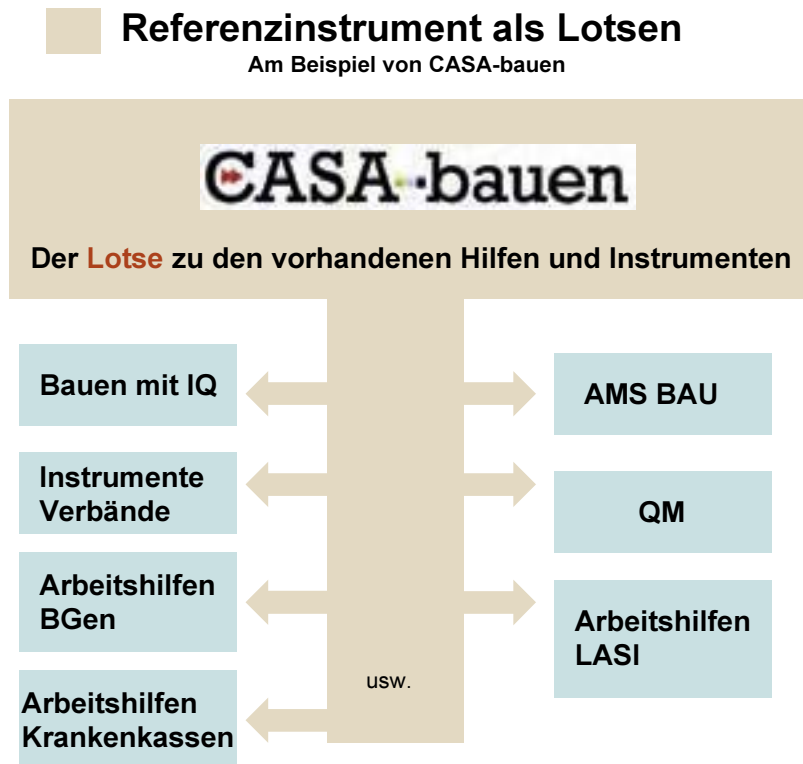 Referenzinstrument als Lotsen
Am Beispiel von CASA-bauen
CASA-bauen
Der Lotse zu den vorhandenen Hilfen und Instrumenten
Bauen mit IQ
Instrumente
Verbände
Arbeitshilfen
BGen
Arbeitshilfen
Krankenkassen
usw.
AMS BAU
QM
Arbeitshilfen
LASI